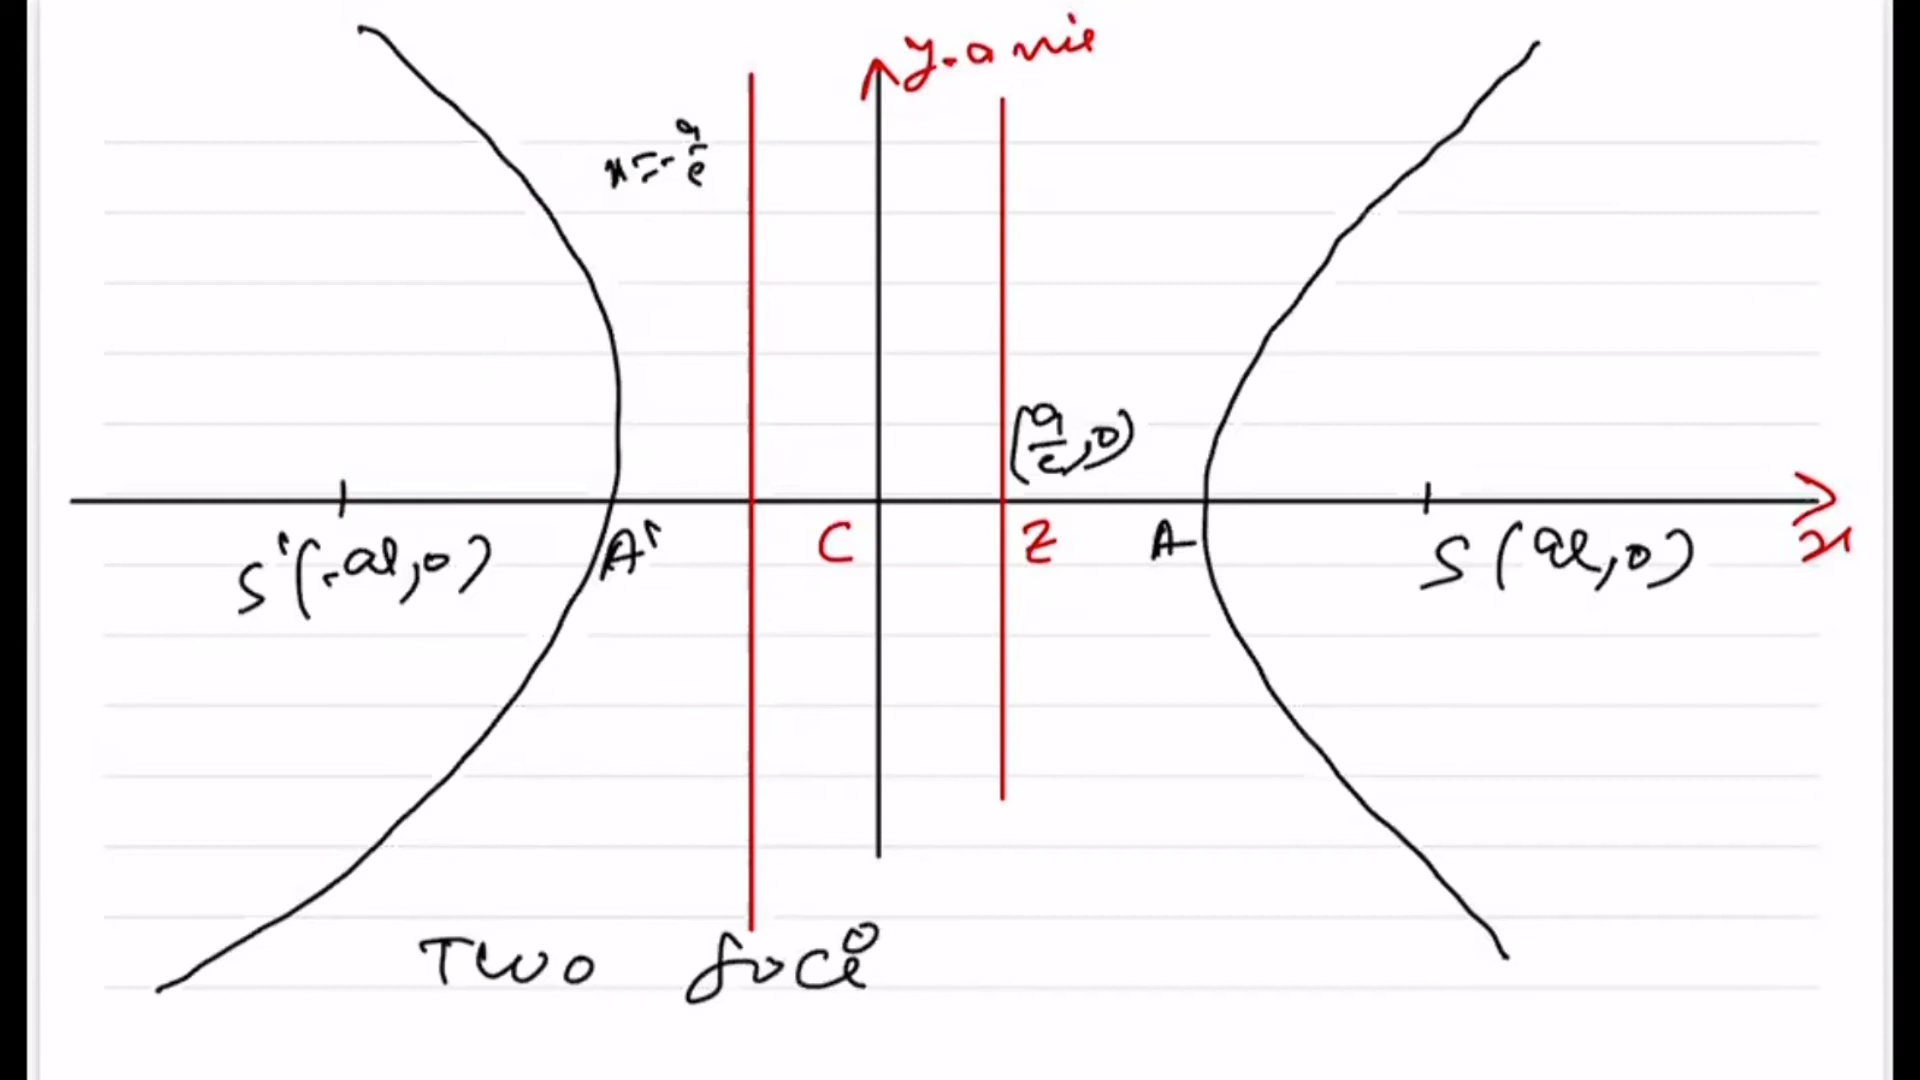 y-axis
x = -a/e
(a/e, 0)
S'(-ae, 0) A' C Z A S(ae, 0) x
Two foci